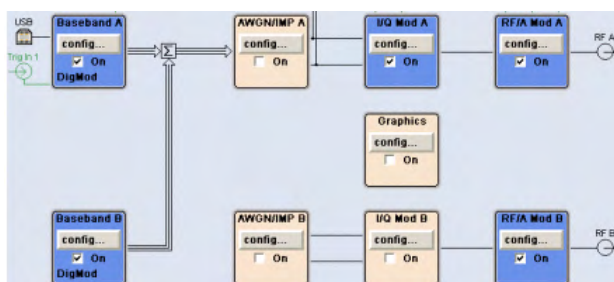 USB
Baseband A
config...
On
DigMod
Trig In 1
Σ
AWGN/IMP A
config...
On
I/Q Mod A
config...
On
RF/A Mod A
config...
On
RF A
Graphics
config...
On
Baseband B
config...
On
DigMod
AWGN/IMP B
config...
On
I/Q Mod B
config...
On
RF/A Mod B
config...
On
RF B